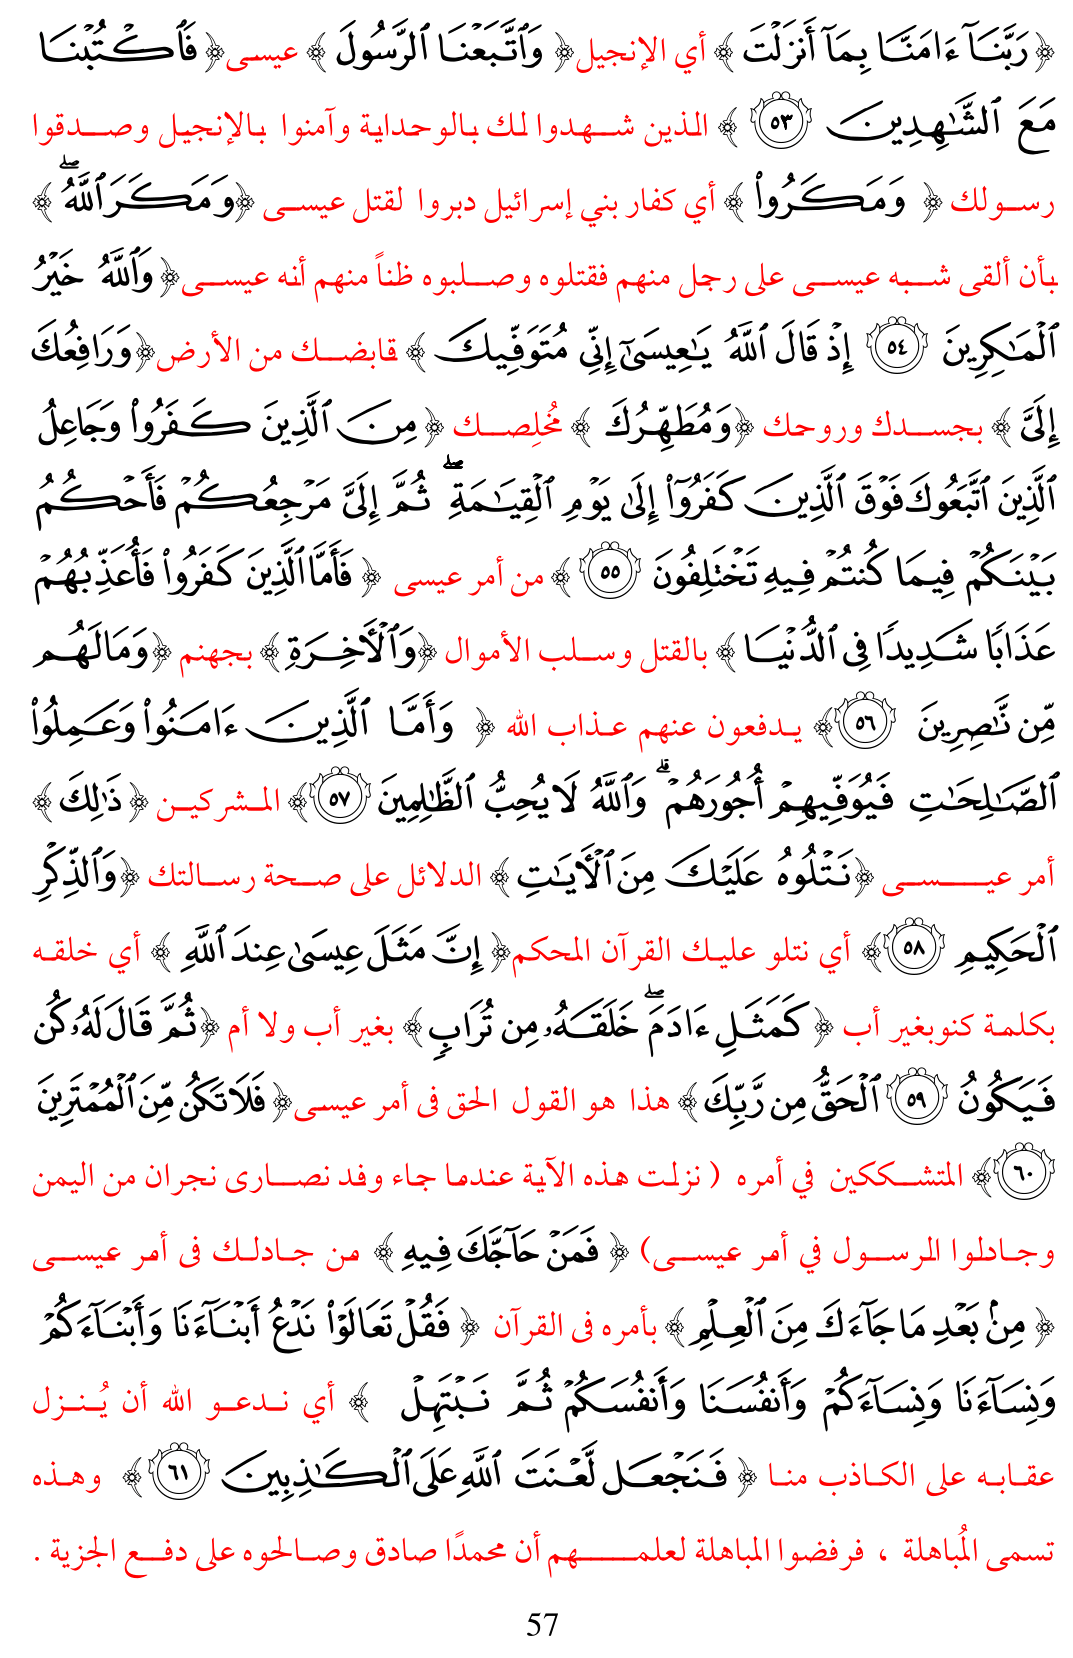 ﴿ رَبَّنَآ ءَامَنَّا بِمَآ أَنزَلْتَ ﴾ أي الإنجيل ﴿ وَٱتَّبَعْنَا ٱلرَّسُولَ ﴾ عيسى ﴿ فَٱكْتُبْنَا
مَعَ ٱلشَّٰهِدِينَ ٥٣ ﴾ الذين شهدوا لك بالوحداية وآمنوا بالإنجيل وصدقوا
رسولك ﴿ وَمَكَرُوا۟ ﴾ أي كفار بني إسرائيل دبروا لقتل عيسى ﴿ وَمَكَرَ ٱللَّهُ ۖ ﴾
بأن ألقى شبه عيسى على رجل منهم فقتلوه وصلبوه ظناً منهم أنه عيسى ﴿ وَٱللَّهُ خَيْرُ
ٱلْمَٰكِرِينَ ٥٤ إِذْ قَالَ ٱللَّهُ يَٰعِيسَىٰٓ إِنِّى مُتَوَفِّيكَ ﴾ قابضك من الأرض ﴿ وَرَافِعُكَ
إِلَىَّ ﴾ بجسدك وروحك ﴿ وَمُطَهِّرُكَ ﴾ مُخلِصك ﴿ مِنَ ٱلَّذِينَ كَفَرُوا۟ وَجَاعِلُ
ٱلَّذِينَ ٱتَّبَعُوكَ فَوْقَ ٱلَّذِينَ كَفَرُوٓا۟ إِلَىٰ يَوْمِ ٱلْقِيَٰمَةِ ۖ ثُمَّ إِلَىَّ مَرْجِعُكُمْ فَأَحْكُمُ
بَيْنَكُمْ فِيمَا كُنتُمْ فِيهِ تَخْتَلِفُونَ ٥٥ ﴾ من أمر عيسى ﴿ فَأَمَّا ٱلَّذِينَ كَفَرُوا۟ فَأُعَذِّبُهُمْ
عَذَابًا شَدِيدًا فِى ٱلدُّنْيَا ﴾ بالقتل وسلب الأموال ﴿ وَٱلْءَاخِرَةِ ﴾ بجهنم ﴿ وَمَا لَهُم
مِّن نَّٰصِرِينَ ٥٦ ﴾ يدفعون عنهم عذاب الله ﴿ وَأَمَّا ٱلَّذِينَ ءَامَنُوا۟ وَعَمِلُوا۟
ٱلصَّٰلِحَٰتِ فَيُوَفِّيهِمْ أُجُورَهُمْ ۗ وَٱللَّهُ لَا يُحِبُّ ٱلظَّٰلِمِينَ ٥٧ ﴾ المشركين ﴿ ذَٰلِكَ ﴾
أمر عيسى ﴿ نَتْلُوهُ عَلَيْكَ مِنَ ٱلْءَايَٰتِ ﴾ الدلائل على صحة رسالتك ﴿ وَٱلذِّكْرِ
ٱلْحَكِيمِ ٥٨ ﴾ أي نتلو عليك القرآن المحكم ﴿ إِنَّ مَثَلَ عِيسَىٰ عِندَ ٱللَّهِ ﴾ أي خلقه
بكلمة كنوبغير أب ﴿ كَمَثَلِ ءَادَمَ ۖ خَلَقَهُۥ مِن تُرَابٍ ﴾ بغير أب ولا أم ﴿ ثُمَّ قَالَ لَهُۥ كُن
فَيَكُونُ ٥٩ ٱلْحَقُّ مِن رَّبِّكَ ﴾ هذا هو القول الحق فى أمر عيسى ﴿ فَلَا تَكُن مِّنَ ٱلْمُمْتَرِينَ
٦٠ ﴾ المتشككين في أمره ( نزلت هذه الآية عندما جاء وفد نصارى نجران من اليمن
وجادلوا الرسول في أمر عيسى) ﴿ فَمَنْ حَآجَّكَ فِيهِ ﴾ من جادلك فى أمر عيسى
﴿ مِنۢ بَعْدِ مَا جَآءَكَ مِنَ ٱلْعِلْمِ ﴾ بأمره فى القرآن ﴿ فَقُلْ تَعَالَوْا۟ نَدْعُ أَبْنَآءَنَا وَأَبْنَآءَكُمْ
وَنِسَآءَنَا وَنِسَآءَكُمْ وَأَنفُسَنَا وَأَنفُسَكُمْ ثُمَّ نَبْتَهِلْ ﴾ أي ندعو الله أن يُنزل
عقابه على الكاذب منا ﴿ فَنَجْعَل لَّعْنَتَ ٱللَّهِ عَلَى ٱلْكَٰذِبِينَ ٦١ ﴾ وهذه
تسمى المُباهلة ، فرفضوا المباهلة لعلمهم أن محمدًا صادق وصالحوه على دفع الجزية .
57